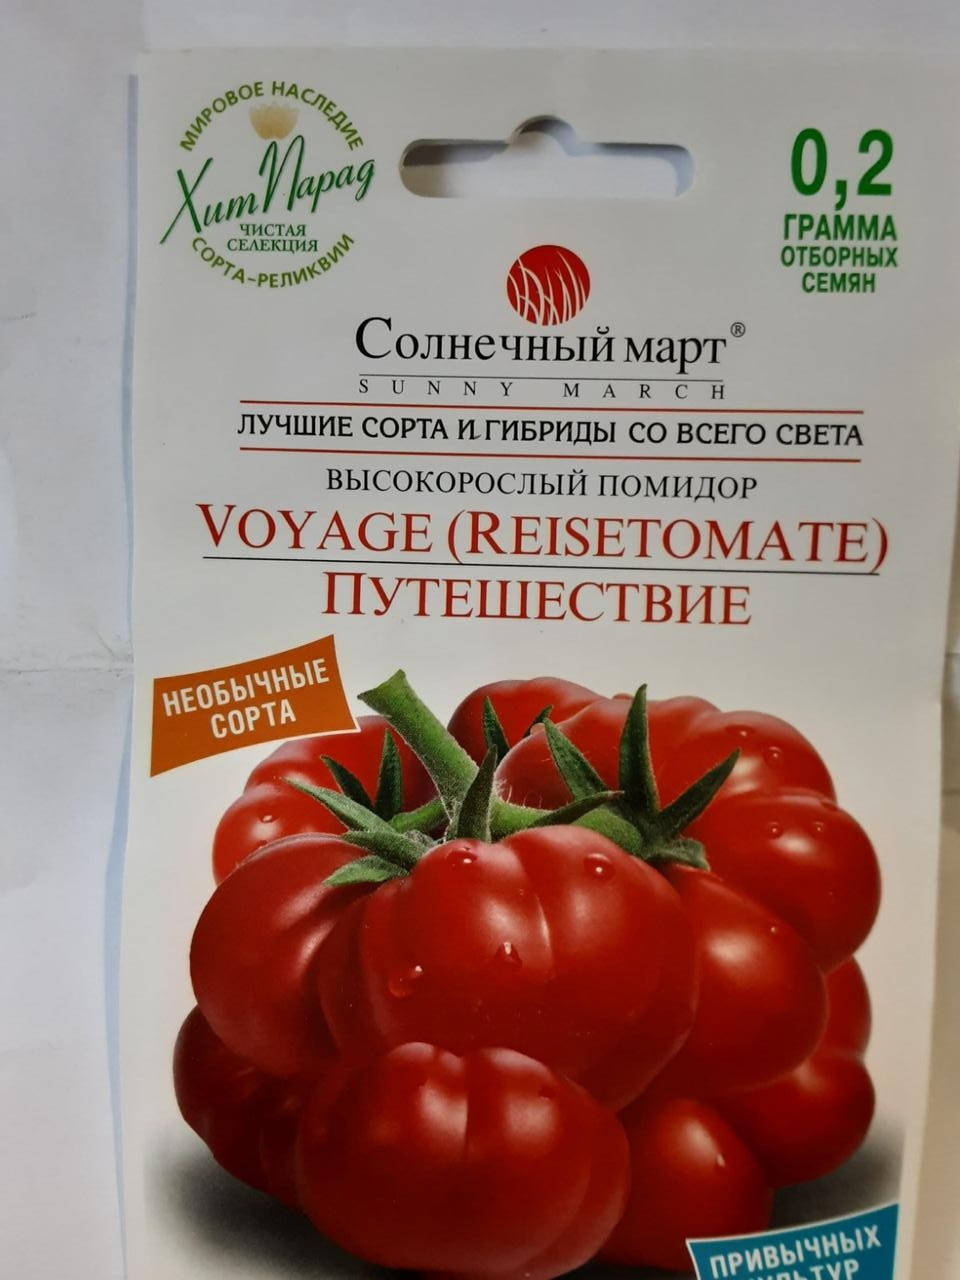 МИРОВОЕ НАСЛЕДИЕ
ХитПарад
ЧИСТАЯ
СЕЛЕКЦИЯ
СОРТА-РЕЛИКВИИ
0,2
ГРАММА
ОТБОРНЫХ
СЕМЯН
Солнечный март®
SUNNY MARCH
ЛУЧШИЕ СОРТА И ГИБРИДЫ СО ВСЕГО СВЕТА
ВЫСОКОРОСЛЫЙ ПОМИДОР
VOYAGE (REISETOMATE)
ПУТЕШЕСТВИЕ
НЕОБЫЧНЫЕ
СОРТА
ПРИВЫЧНЫХ